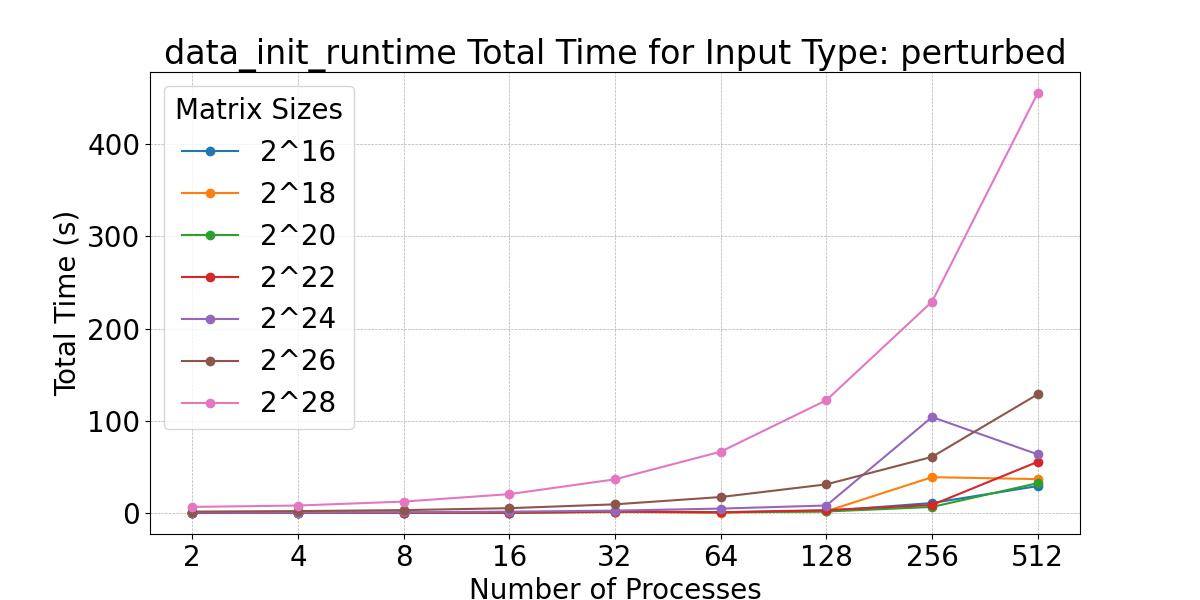 data_init_runtime Total Time for Input Type: perturbed
Total Time (s)
400
300
200
100
0
Matrix Sizes
2^16
2^18
2^20
2^22
2^24
2^26
2^28
2 4 8 16 32 64 128 256 512
Number of Processes